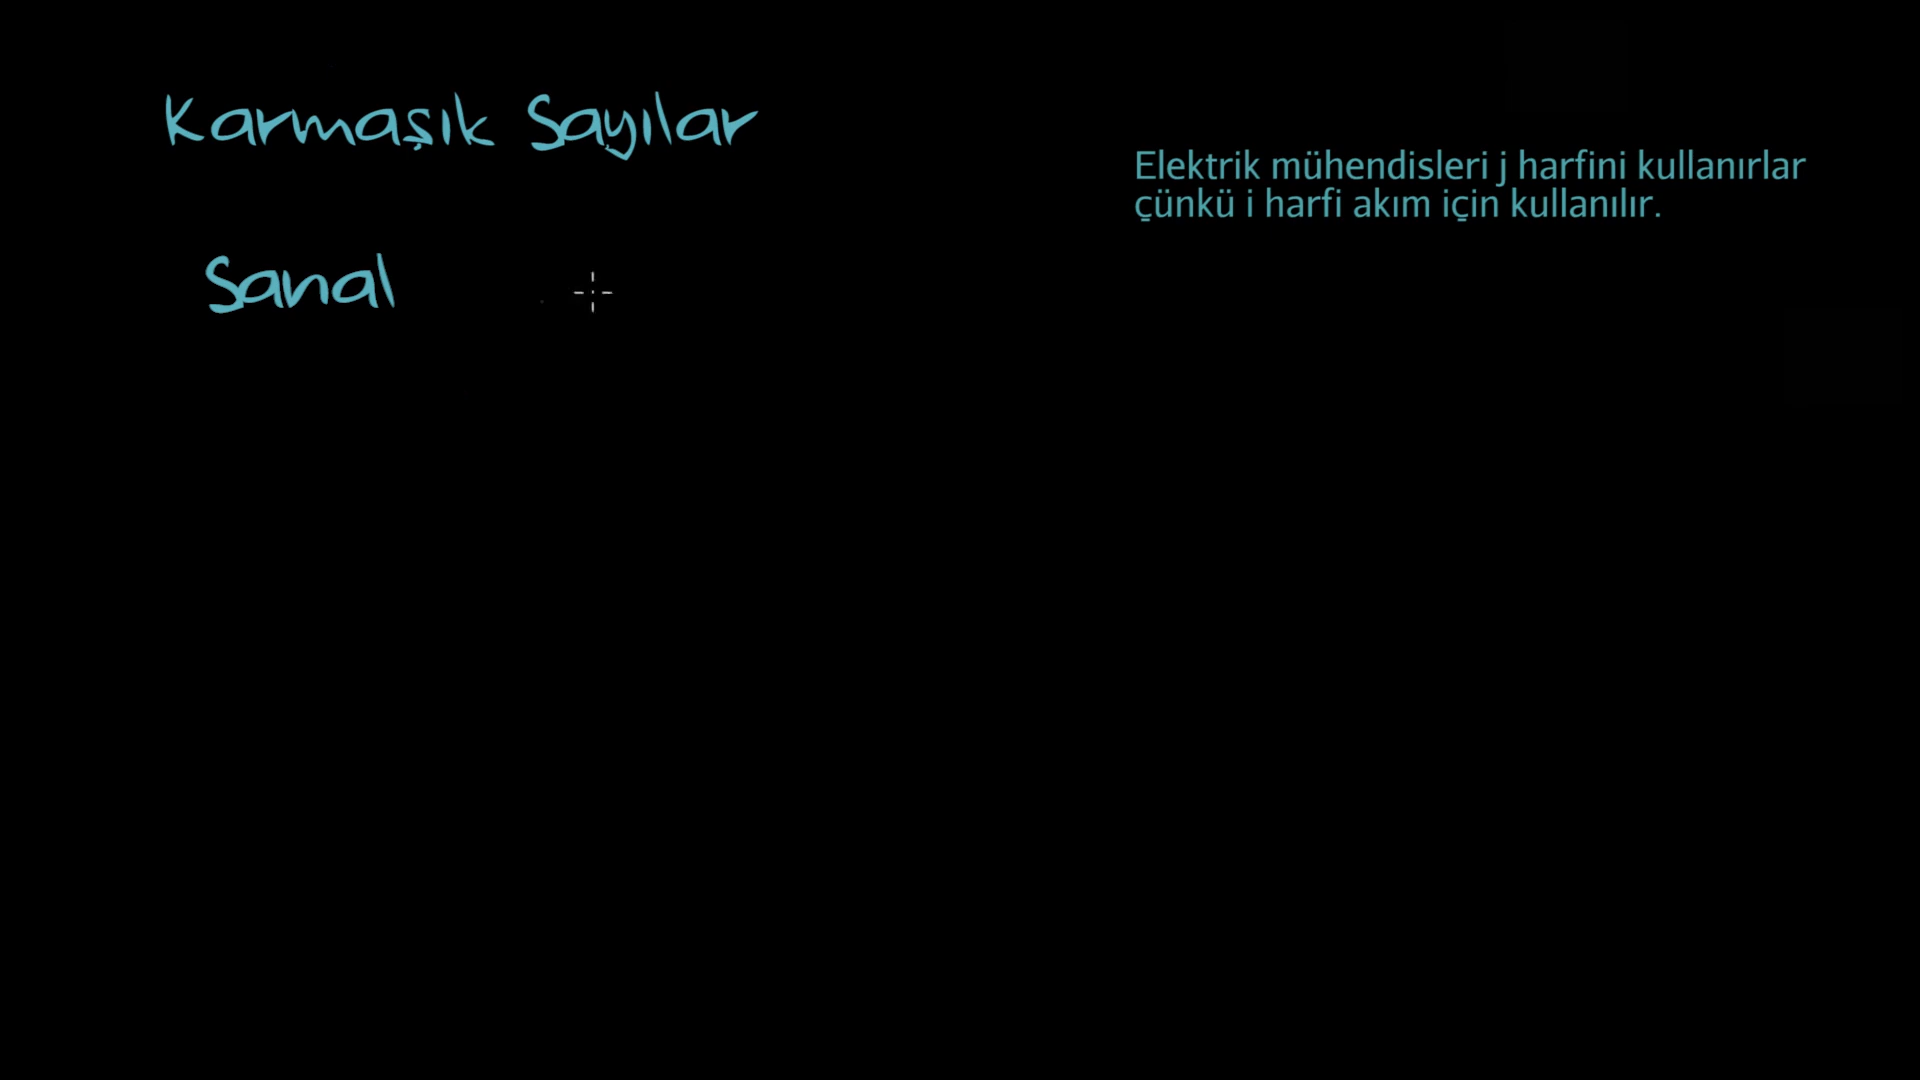 Karmaşık Sayılar
Elektrik mühendisleri j harfini kullanırlar
çünkü i harfi akım için kullanılır.
Sanal